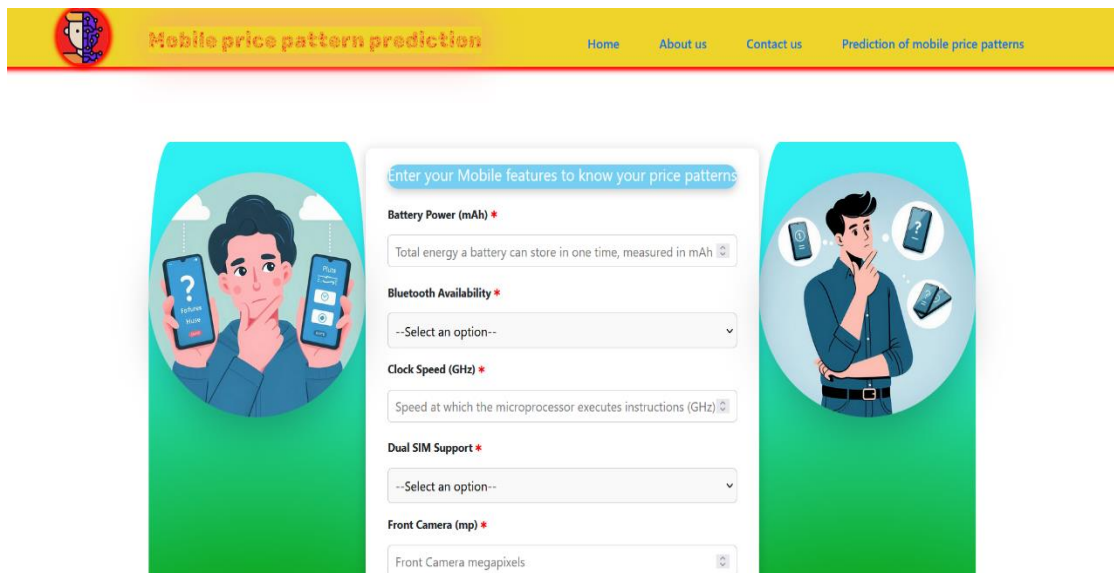 Mobile price pattern prediction
Home About us Contact us Prediction of mobile price patterns
Enter your Mobile features to know your price patterns
Battery Power (mAh) *
Total energy a battery can store in one time, measured in mAh
Bluetooth Availability *
--Select an option--
Clock Speed (GHz) *
Speed at which the microprocessor executes instructions (GHz)
Dual SIM Support *
--Select an option--
Front Camera (mp) *
Front Camera megapixels
?
?